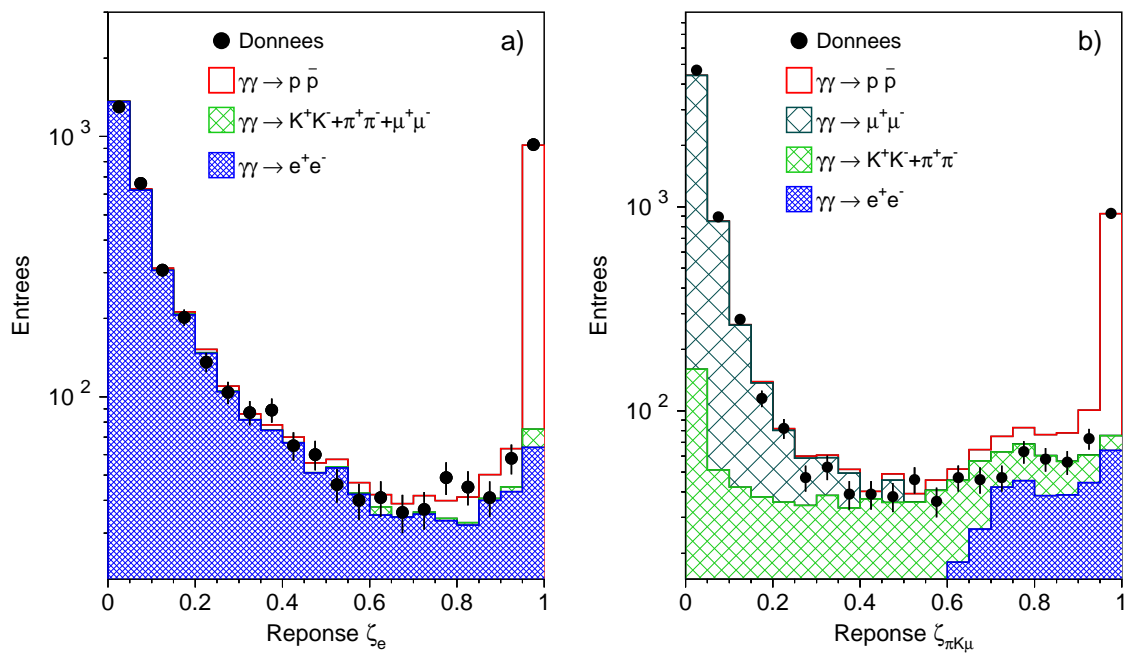 a)
Donnees
γγ → p p̄
γγ → K⁺K⁻+π⁺π⁻+μ⁺μ⁻
γγ → e⁺e⁻
Entrees
10³
10²
0 0.2 0.4 0.6 0.8 1
Reponse ζₑ
b)
Donnees
γγ → p p̄
γγ → μ⁺μ⁻
γγ → K⁺K⁻+π⁺π⁻
γγ → e⁺e⁻
Entrees
10³
10²
0 0.2 0.4 0.6 0.8 1
Reponse ζπKμ